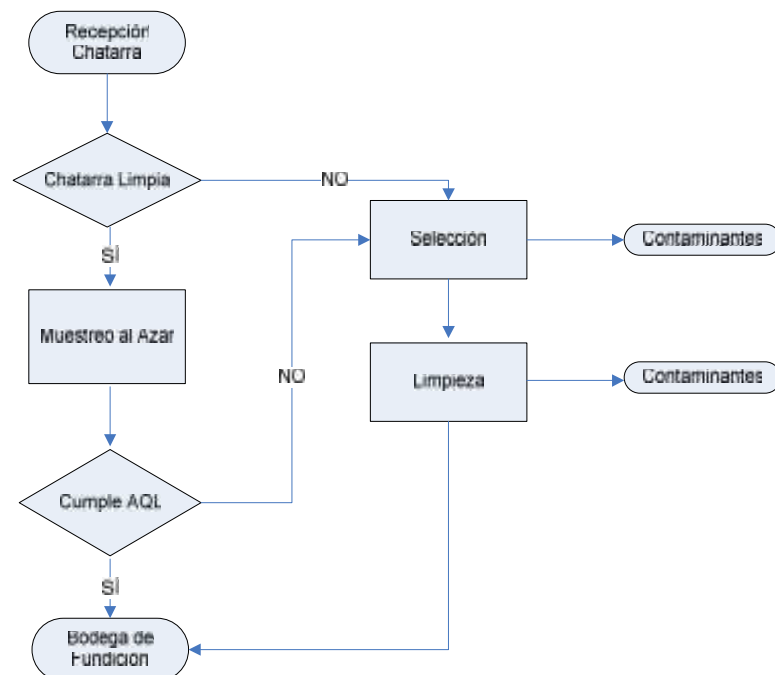 Recepción
Chatarra
Chatarra Limpia
NO
SÍ
Selección
Contaminantes
Muestreo al Azar
Limpieza
Contaminantes
NO
Cumple AQL
SÍ
Bodega de
Fundición